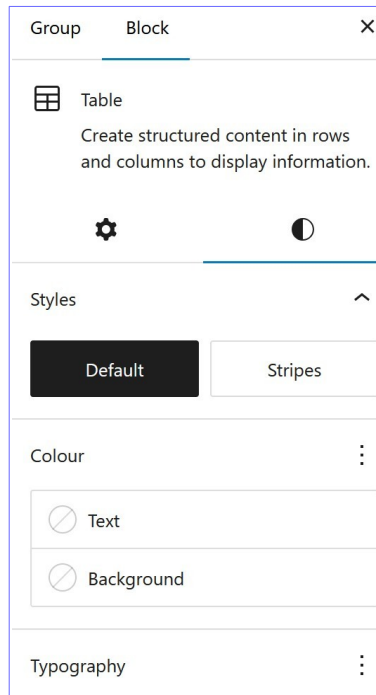 Group Block
Table
Create structured content in rows
and columns to display information.
Styles
Default Stripes
Colour
Text
Background
Typography